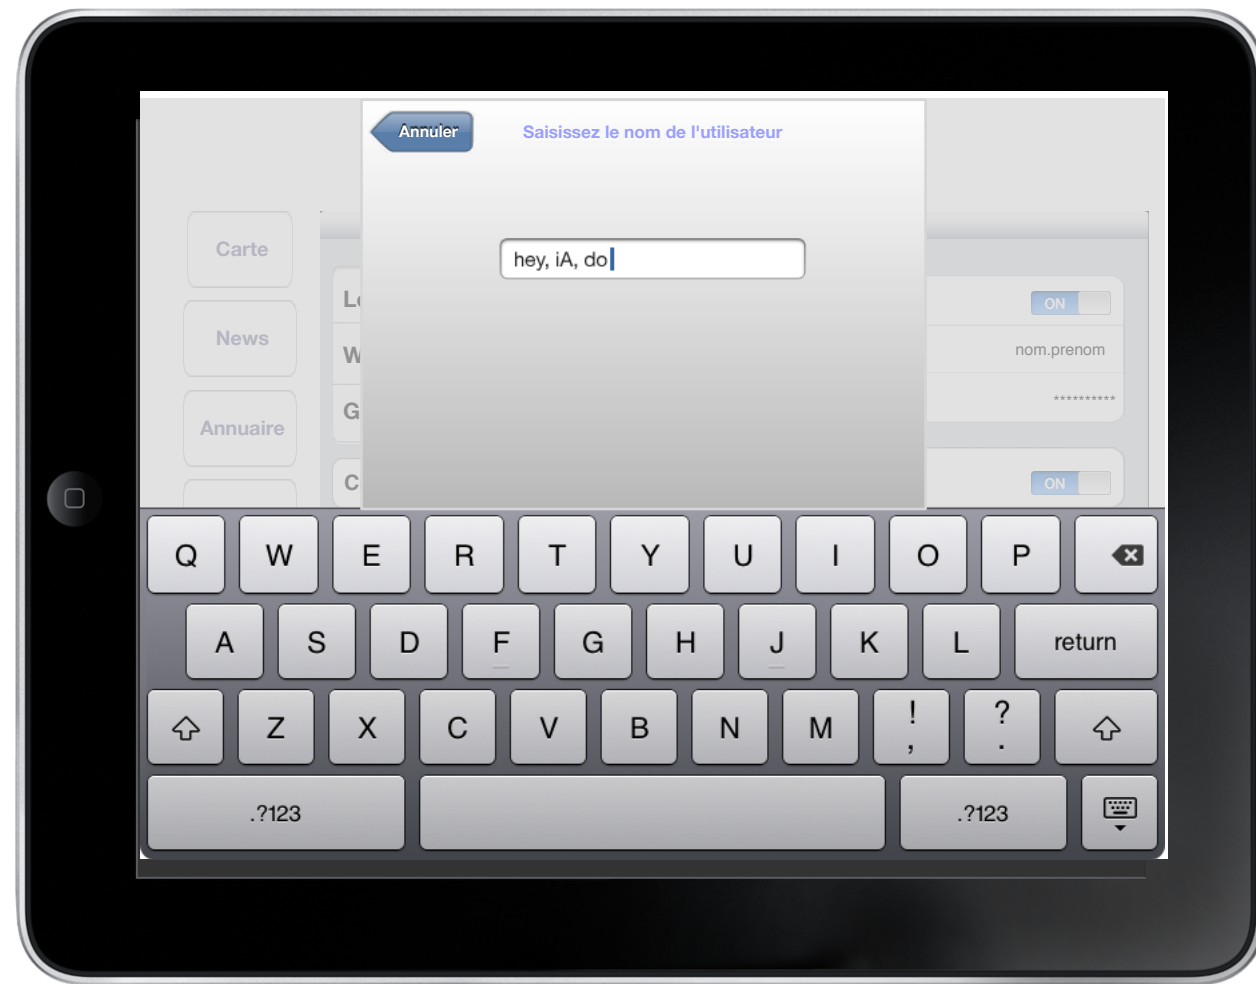 Annuler
Saisissez le nom de l'utilisateur
hey, iA, do
Carte
News
Annuaire
Le
W
G
C
ON
nom.prenom
**********
ON
Q W E R T Y U I O P
A S D F G H J K L return
Z X C V B N M ! , ? .
.?123 .?123